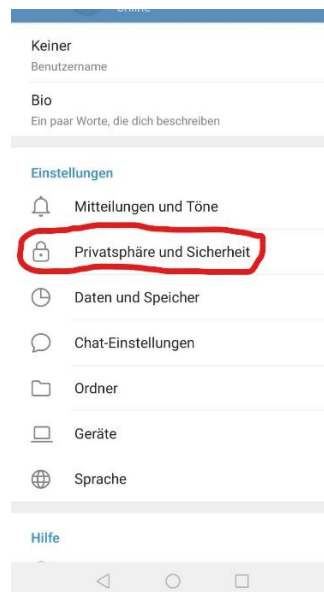 online
Keiner
Benutzername
Bio
Ein paar Worte, die dich beschreiben
Einstellungen
Mitteilungen und Töne
Privatsphäre und Sicherheit
Daten und Speicher
Chat-Einstellungen
Ordner
Geräte
Sprache
Hilfe